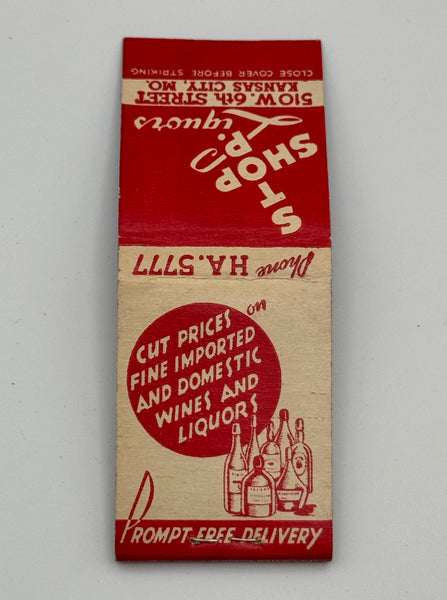 STOP
SHOP
Liquors
510 W. 6th STREET
KANSAS CITY, MO.
CLOSE COVER BEFORE STRIKING
Phone HA. 5777
CUT PRICES on
FINE IMPORTED
AND DOMESTIC
WINES AND
LIQUORS
PROMPT FREE DELIVERY